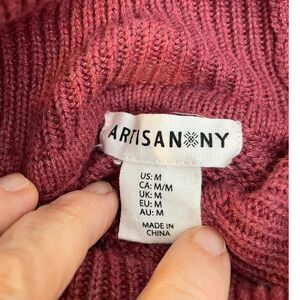 ARTISAN※NY
US: M
CA: M/M
UK: M
EU: M
AU: M
MADE IN
CHINA